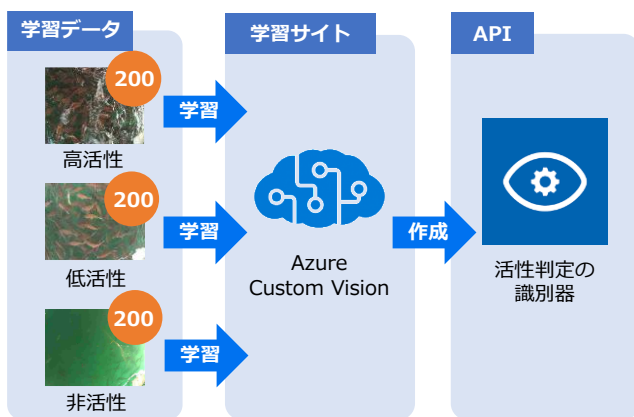 学習データ
学習サイト
API
200
学習
高活性
200
学習
低活性
Azure
Custom Vision
作成
活性判定の
識別器
200
学習
非活性